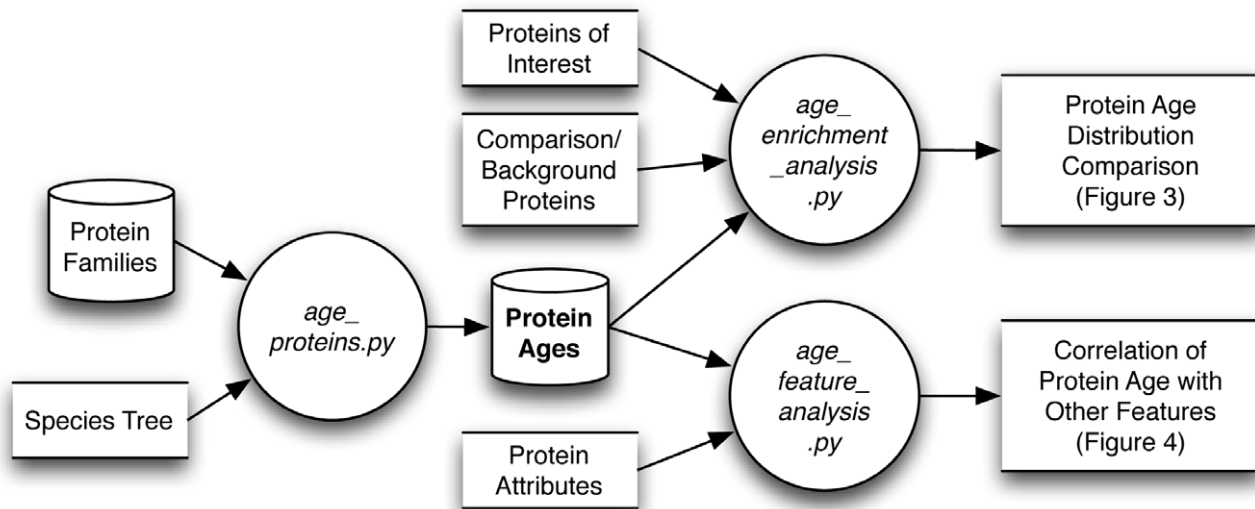 Protein
Families
Species Tree
age_
proteins.py
Proteins of
Interest
Comparison/
Background
Proteins
Protein
Ages
Protein
Attributes
age_
enrichment
_analysis
.py
age_
feature_
analysis
.py
Protein Age
Distribution
Comparison
(Figure 3)
Correlation of
Protein Age with
Other Features
(Figure 4)